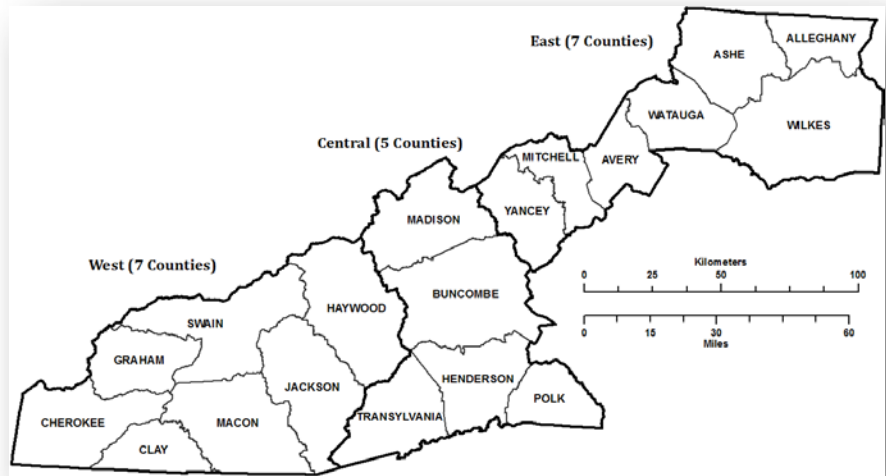 East (7 Counties)
ALLEGHANY
ASHE
WATAUGA
WILKES
Central (5 Counties)
MITCHELL
AVERY
YANCEY
MADISON
West (7 Counties)
BUNCOMBE
HAYWOOD
SWAIN
GRAHAM
JACKSON
HENDERSON
POLK
TRANSYLVANIA
CHEROKEE
MACON
CLAY
Kilometers
0 25 50 100
0 15 30 60
Miles